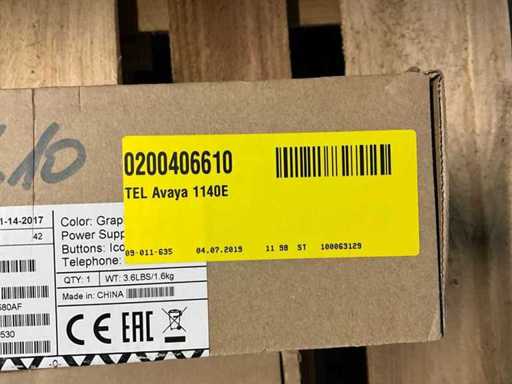 .10
0200406610
TEL Avaya 1140E
09-011-635 04.07.2019 11 98 ST 100063129
1-14-2017
42
Color: Grap
Power Supp
Buttons: Ico
Telephone:
QTY: 1 WT: 3.6LBS/1.6kg
Made in: CHINA
580AF
530
CE EAC